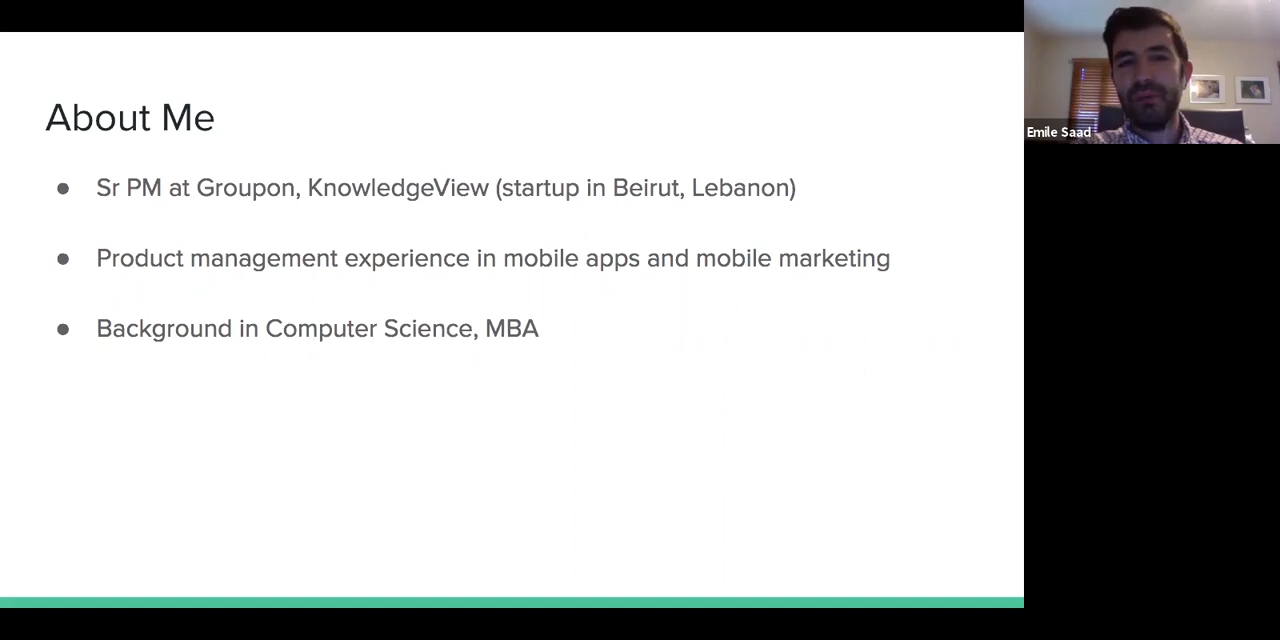 About Me
● Sr PM at Groupon, KnowledgeView (startup in Beirut, Lebanon)
● Product management experience in mobile apps and mobile marketing
● Background in Computer Science, MBA
Emile Saad